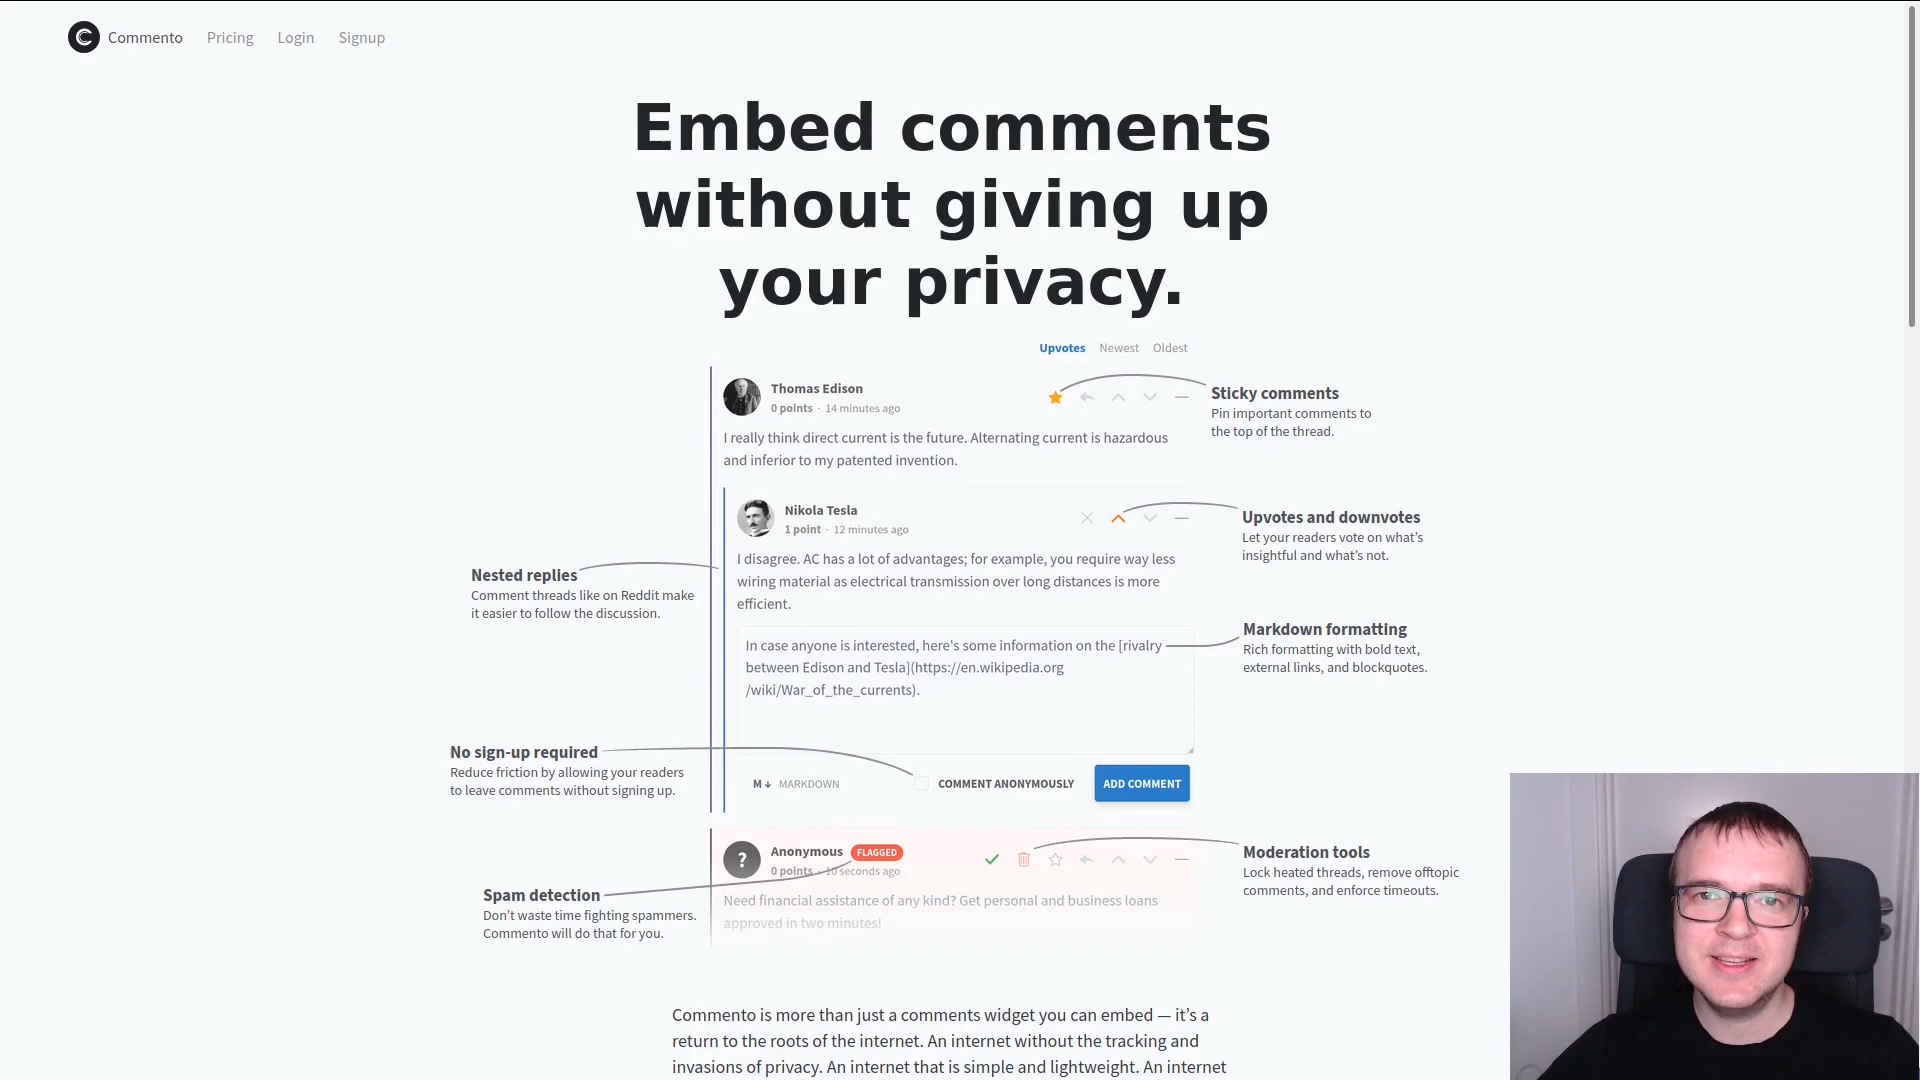 Commento Pricing Login Signup
Embed comments
without giving up
your privacy.
Upvotes Newest Oldest
Thomas Edison
0 points · 14 minutes ago
I really think direct current is the future. Alternating current is hazardous
and inferior to my patented invention.
Sticky comments
Pin important comments to
the top of the thread.
Nikola Tesla
1 point · 12 minutes ago
I disagree. AC has a lot of advantages; for example, you require way less
wiring material as electrical transmission over long distances is more
efficient.
Upvotes and downvotes
Let your readers vote on what’s
insightful and what’s not.
Nested replies
Comment threads like on Reddit make
it easier to follow the discussion.
In case anyone is interested, here's some information on the [rivalry
between Edison and Tesla](https://en.wikipedia.org
/wiki/War_of_the_currents).
Markdown formatting
Rich formatting with bold text,
external links, and blockquotes.
No sign-up required
Reduce friction by allowing your readers
to leave comments without signing up.
M↓ MARKDOWN COMMENT ANONYMOUSLY ADD COMMENT
? Anonymous FLAGGED
0 points · 10 seconds ago
Need financial assistance of any kind? Get personal and business loans
approved in two minutes!
Moderation tools
Lock heated threads, remove offtopic
comments, and enforce timeouts.
Spam detection
Don’t waste time fighting spammers.
Commento will do that for you.
Commento is more than just a comments widget you can embed — it’s a
return to the roots of the internet. An internet without the tracking and
invasions of privacy. An internet that is simple and lightweight. An internet